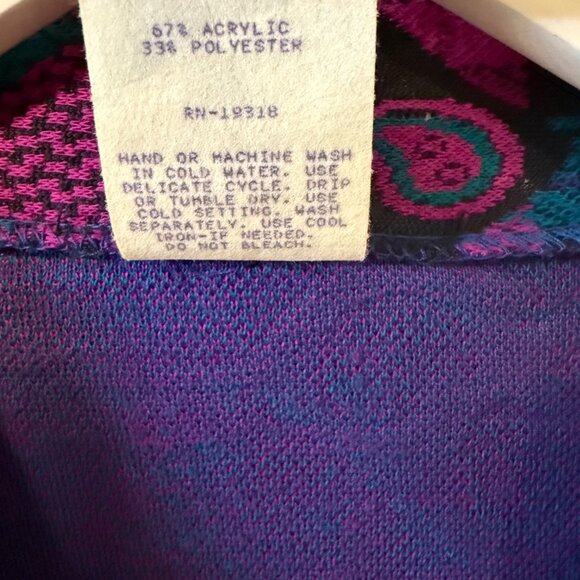 67% ACRYLIC
33% POLYESTER
RN-19318
HAND OR MACHINE WASH
IN COLD WATER. USE
DELICATE CYCLE. DRIP
OR TUMBLE DRY. USE
COLD SETTING. WASH
SEPARATELY. USE COOL
IRON-IF NEEDED.
DO NOT BLEACH.